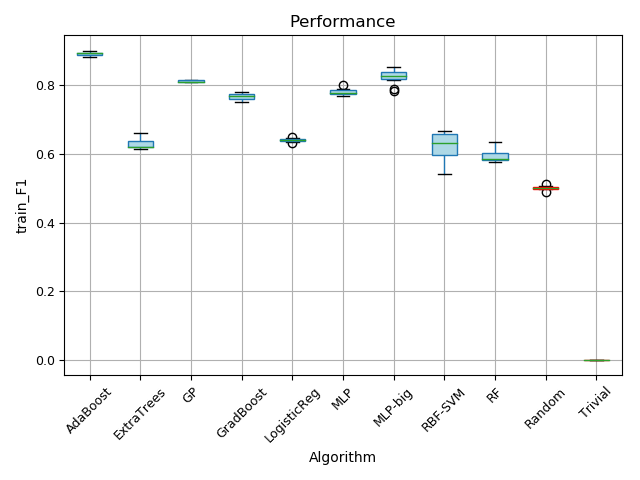 Performance
train_F1
0.8
0.6
0.4
0.2
0.0
AdaBoost
ExtraTrees
GP
GradBoost
LogisticReg
MLP
MLP-big
RBF-SVM
RF
Random
Trivial
Algorithm